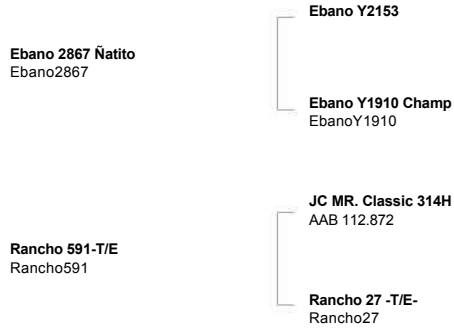 Ebano Y2153
Ebano 2867 Ñatito
Ebano2867
Ebano Y1910 Champ
EbanoY1910
JC MR. Classic 314H
AAB 112.872
Rancho 591-T/E
Rancho591
Rancho 27 -T/E-
Rancho27